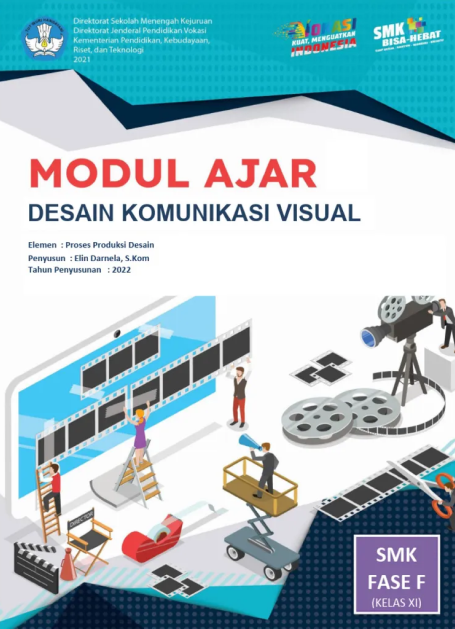 Direktorat Sekolah Menengah Kejuruan
Direktorat Jenderal Pendidikan Vokasi
Kementerian Pendidikan, Kebudayaan,
Riset, dan Teknologi
2021
VOKASI
KUAT, MENGUATKAN
INDONESIA
SMK
BISA-HEBAT
MODUL AJAR
DESAIN KOMUNIKASI VISUAL
Elemen : Proses Produksi Desain
Penyusun : Elin Darnela, S.Kom
Tahun Penyusunan : 2022
DIRECTOR
SMK
FASE F
(KELAS XI)